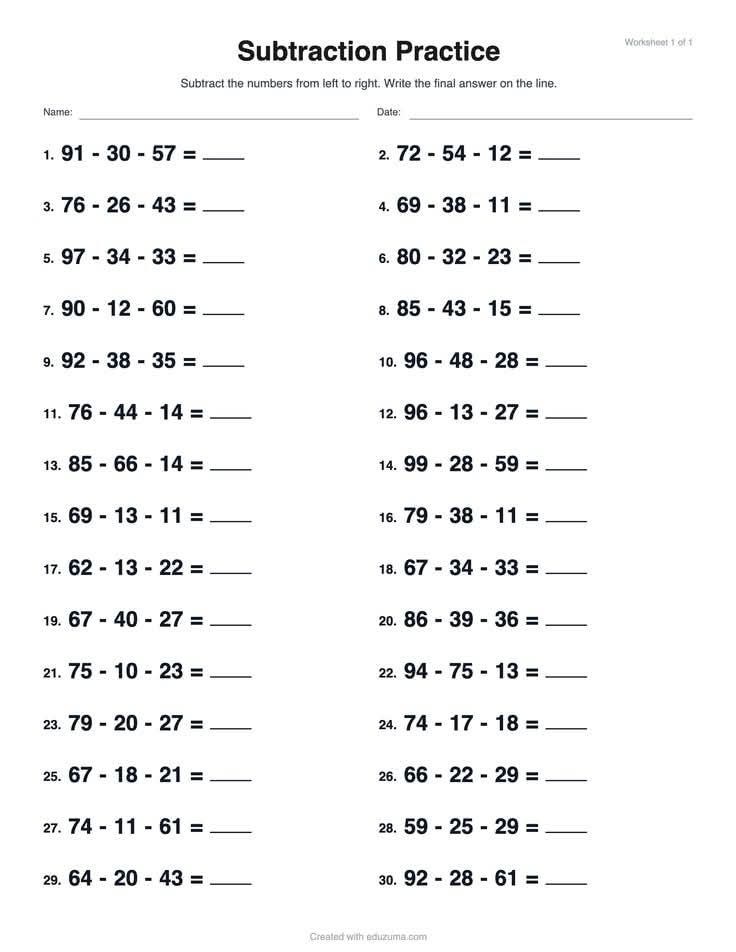 Subtraction Practice
Worksheet 1 of 1
Subtract the numbers from left to right. Write the final answer on the line.
Name: Date:
1. 91 - 30 - 57 = 2. 72 - 54 - 12 =
3. 76 - 26 - 43 = 4. 69 - 38 - 11 =
5. 97 - 34 - 33 = 6. 80 - 32 - 23 =
7. 90 - 12 - 60 = 8. 85 - 43 - 15 =
9. 92 - 38 - 35 = 10. 96 - 48 - 28 =
11. 76 - 44 - 14 = 12. 96 - 13 - 27 =
13. 85 - 66 - 14 = 14. 99 - 28 - 59 =
15. 69 - 13 - 11 = 16. 79 - 38 - 11 =
17. 62 - 13 - 22 = 18. 67 - 34 - 33 =
19. 67 - 40 - 27 = 20. 86 - 39 - 36 =
21. 75 - 10 - 23 = 22. 94 - 75 - 13 =
23. 79 - 20 - 27 = 24. 74 - 17 - 18 =
25. 67 - 18 - 21 = 26. 66 - 22 - 29 =
27. 74 - 11 - 61 = 28. 59 - 25 - 29 =
29. 64 - 20 - 43 = 30. 92 - 28 - 61 =
Created with eduzuma.com